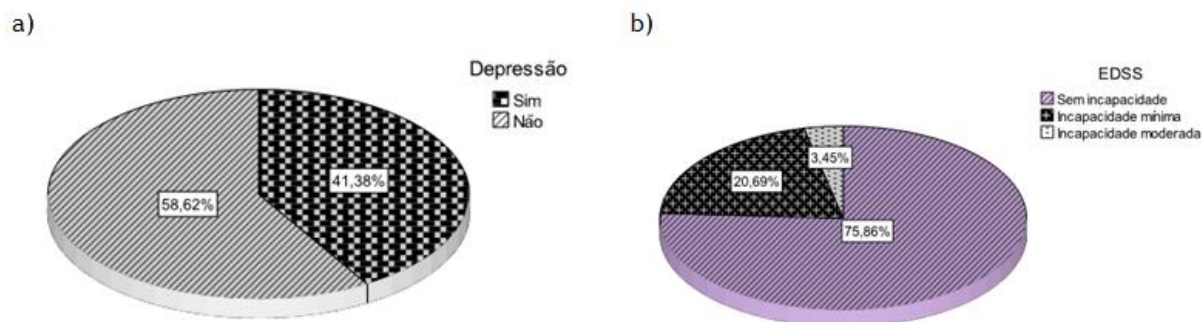 a)
Depressão
Sim
Não
41,38%
58,62%
b)
EDSS
Sem incapacidade
Incapacidade mínima
Incapacidade moderada
3,45%
20,69%
75,86%